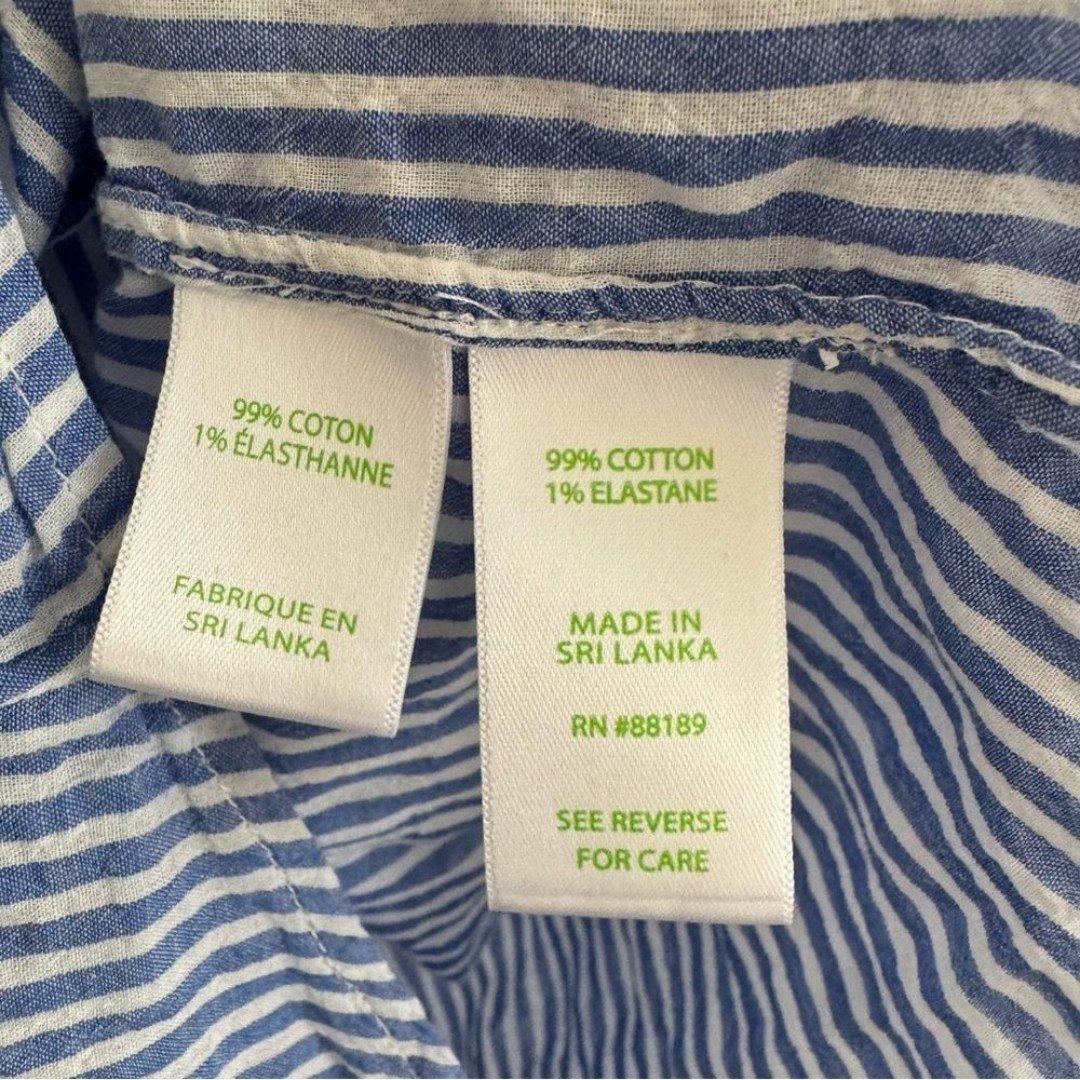 99% COTON
1% ÉLASTHANNE
FABRIQUE EN
SRI LANKA
99% COTTON
1% ELASTANE
MADE IN
SRI LANKA
RN #88189
SEE REVERSE
FOR CARE